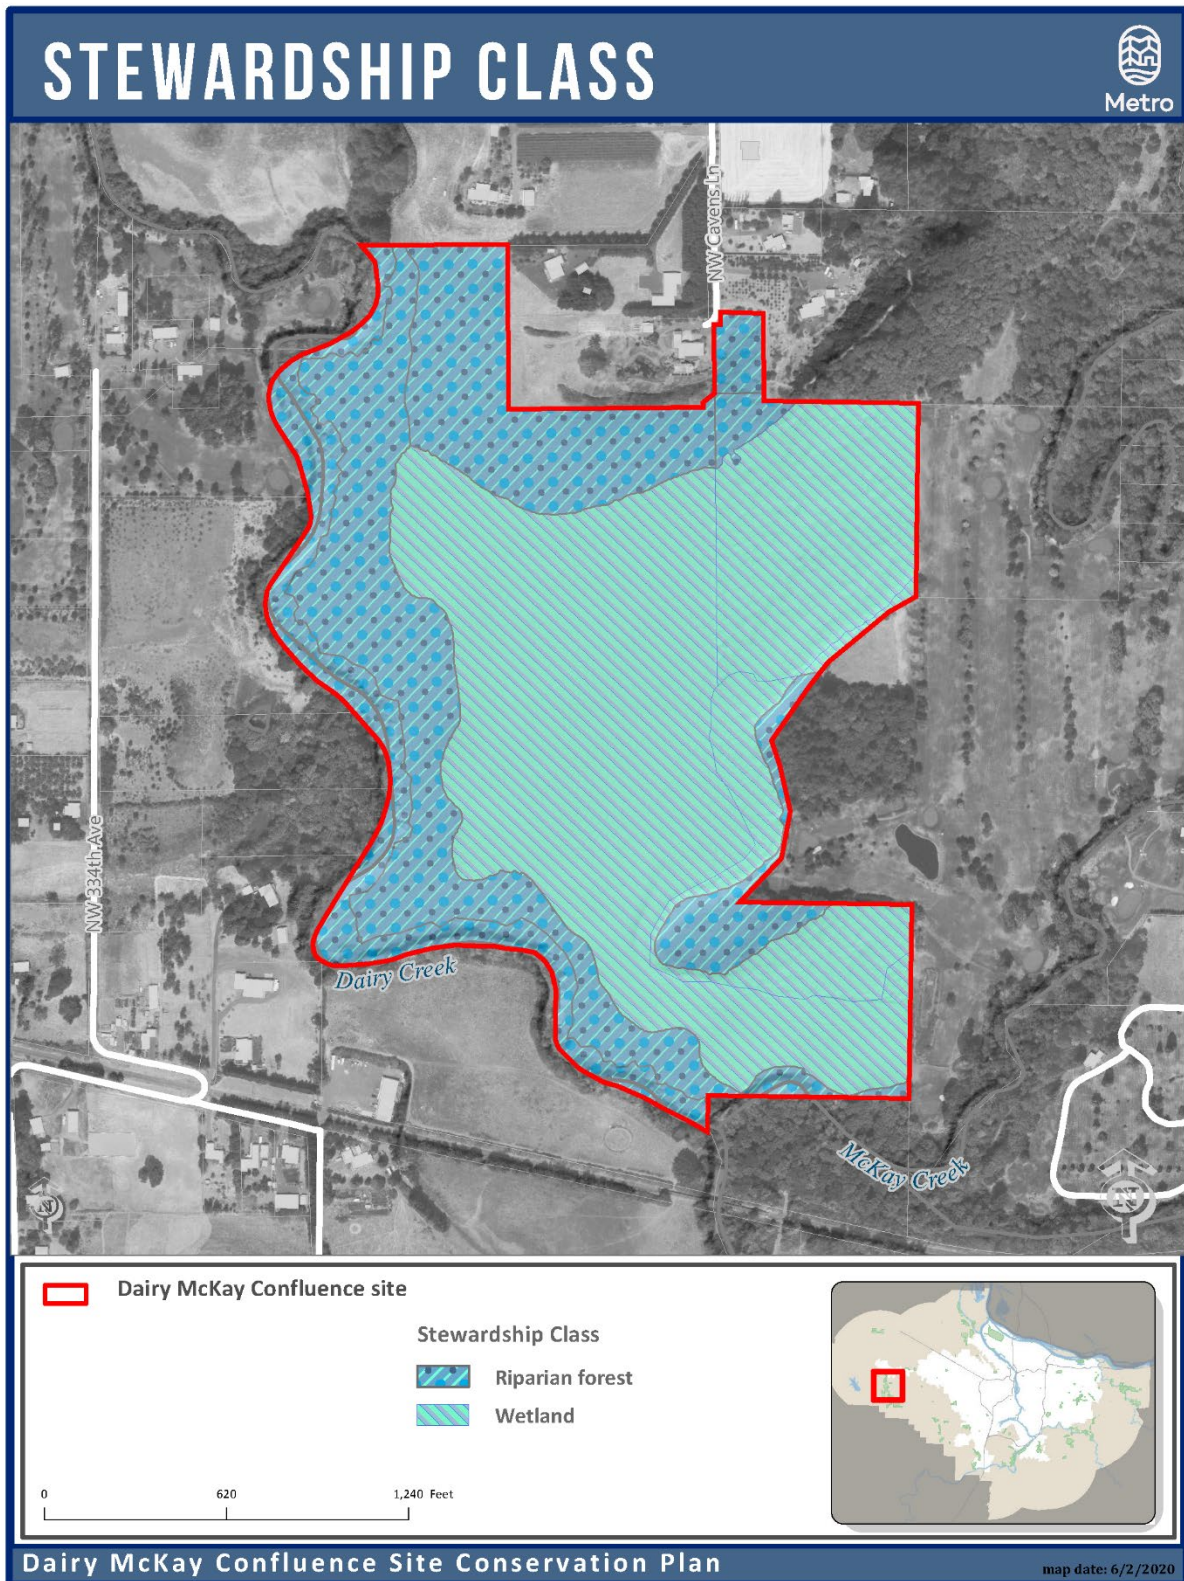 STEWARDSHIP CLASS
Metro
NW Cavens Ln
NW 334th Ave
Dairy Creek
McKay Creek
N
N
Dairy McKay Confluence site
Stewardship Class
Riparian forest
Wetland
0 620 1,240 Feet
Dairy McKay Confluence Site Conservation Plan
map date: 6/2/2020